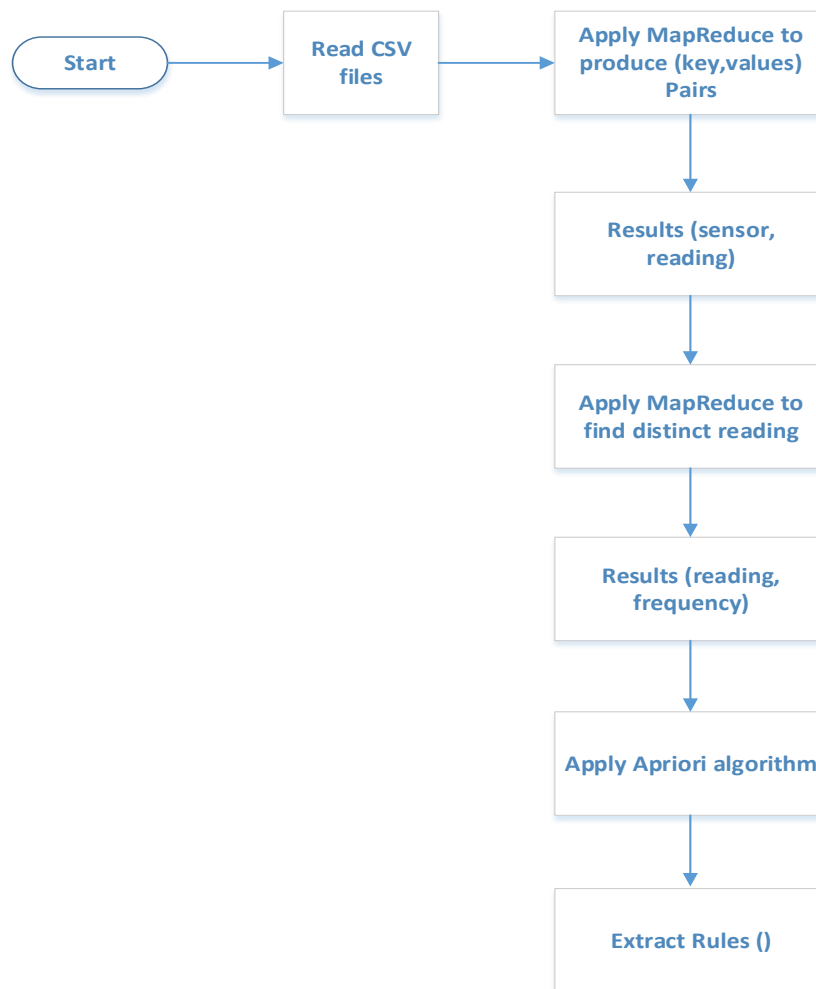 Start
Read CSV
files
Apply MapReduce to
produce (key,values)
Pairs
Results (sensor,
reading)
Apply MapReduce to
find distinct reading
Results (reading,
frequency)
Apply Apriori algorithm
Extract Rules ()